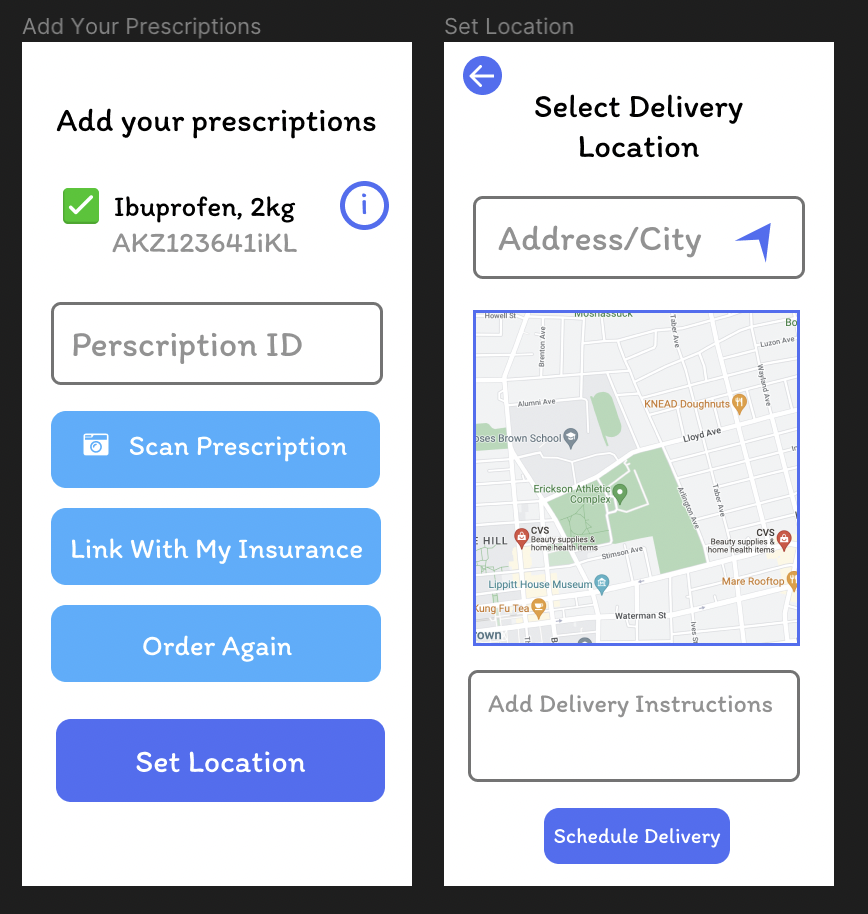 Add Your Prescriptions
Add your prescriptions
Ibuprofen, 2kg
i
AKZ123641iKL
Perscription ID
Scan Prescription
Link With My Insurance
Order Again
Set Location
Set Location
Select Delivery
Location
Address/City
Howell St
Moshassuck
Taber Ave
Bo
Brenton Ave
Luzon Ave
Wayland Ave
Alumni Ave
KNEAD Doughnuts
oses Brown School
Lloyd Ave
Erickson Athletic
Complex
Arlington Ave
Taber Ave
E HILL
CVS
Beauty supplies &
home health items
CVS
Beauty supplies &
home health items
Stimson Ave
Lippitt House Museum
Mare Rooftop
Kung Fu Tea
Waterman St
Ives St
rown
Add Delivery Instructions
Schedule Delivery